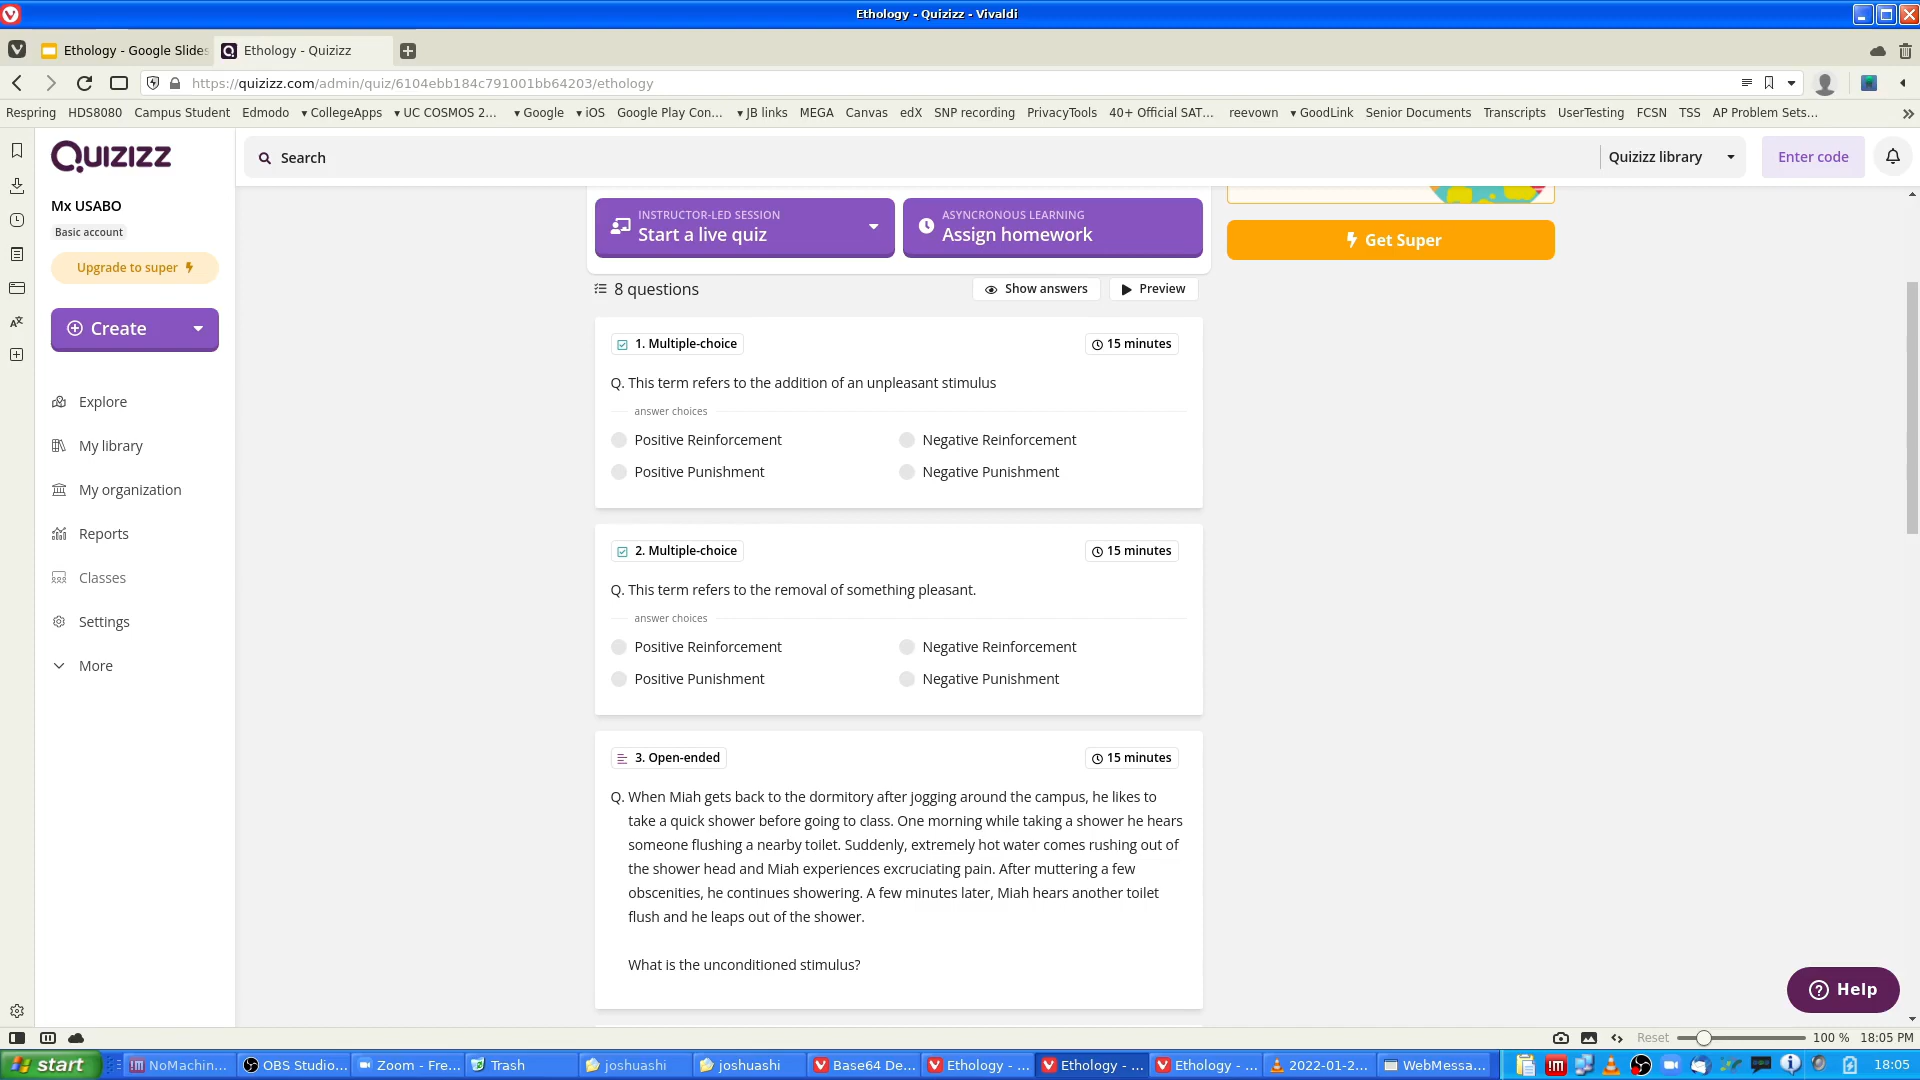 Ethology - Quizizz - Vivaldi
Ethology - Google Slides
Ethology - Quizizz
https://quizizz.com/admin/quiz/6104ebb184c791001bb64203/ethology
Respring HDS8080 Campus Student Edmodo CollegeApps UC COSMOS 2... Google iOS Google Play Con... JB links MEGA Canvas edX SNP recording PrivacyTools 40+ Official SAT... reevown GoodLink Senior Documents Transcripts UserTesting FCSN TSS AP Problem Sets...
Quizizz
Search
Quizizz library
Enter code
Mx USABO
Basic account
Upgrade to super
Create
Explore
My library
My organization
Reports
Classes
Settings
More
INSTRUCTOR-LED SESSION
Start a live quiz
ASYNCRONOUS LEARNING
Assign homework
Get Super
8 questions
Show answers
Preview
1. Multiple-choice
15 minutes
Q. This term refers to the addition of an unpleasant stimulus
answer choices
Positive Reinforcement
Negative Reinforcement
Positive Punishment
Negative Punishment
2. Multiple-choice
15 minutes
Q. This term refers to the removal of something pleasant.
answer choices
Positive Reinforcement
Negative Reinforcement
Positive Punishment
Negative Punishment
3. Open-ended
15 minutes
Q. When Miah gets back to the dormitory after jogging around the campus, he likes to
take a quick shower before going to class. One morning while taking a shower he hears
someone flushing a nearby toilet. Suddenly, extremely hot water comes rushing out of
the shower head and Miah experiences excruciating pain. After muttering a few
obscenities, he continues showering. A few minutes later, Miah hears another toilet
flush and he leaps out of the shower.
What is the unconditioned stimulus?
Help
Reset
100 %
18:05 PM
start
NoMachin...
OBS Studio...
Zoom - Fre...
Trash
joshuashi
joshuashi
Base64 De...
Ethology - ...
Ethology - ...
Ethology - ...
2022-01-2...
WebMessa...
18:05